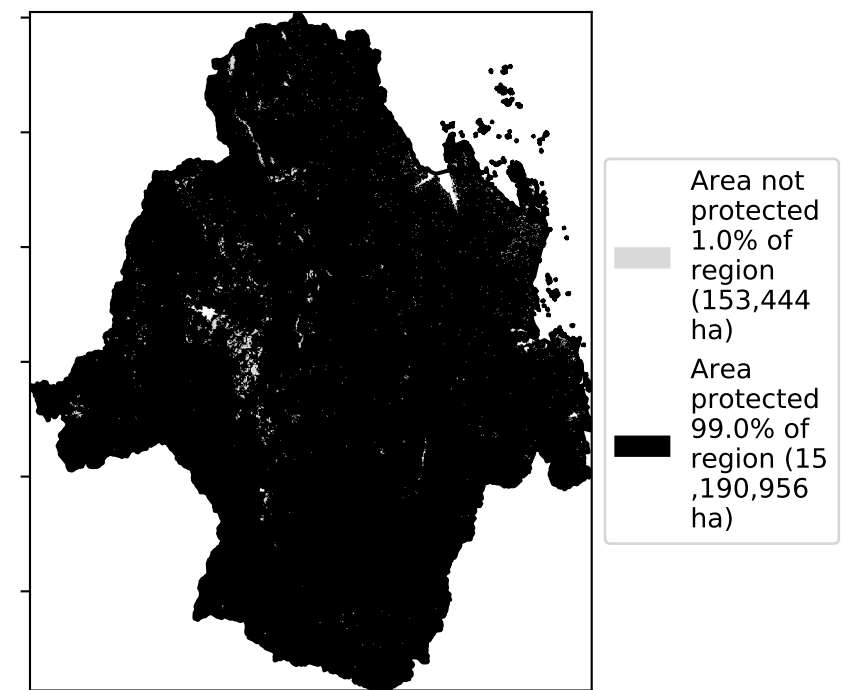 Area not
protected
1.0% of
region
(153,444
ha)
Area
protected
99.0% of
region (15
,190,956
ha)